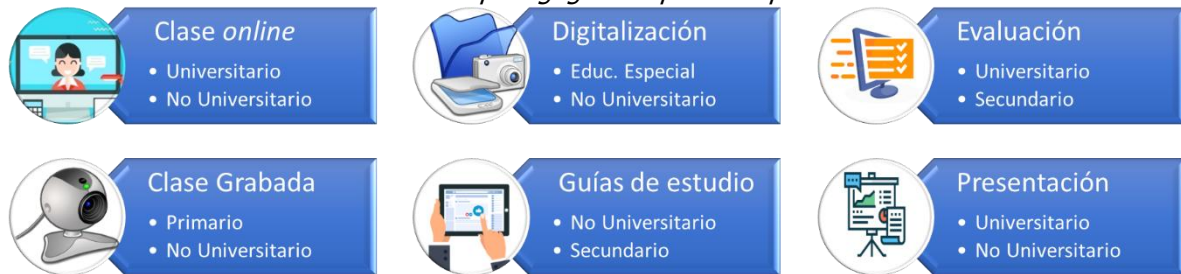 Clase online
• Universitario
• No Universitario
Digitalización
• Educ. Especial
• No Universitario
Evaluación
• Universitario
• Secundario
Clase Grabada
• Primario
• No Universitario
Guías de estudio
• No Universitario
• Secundario
Presentación
• Universitario
• No Universitario